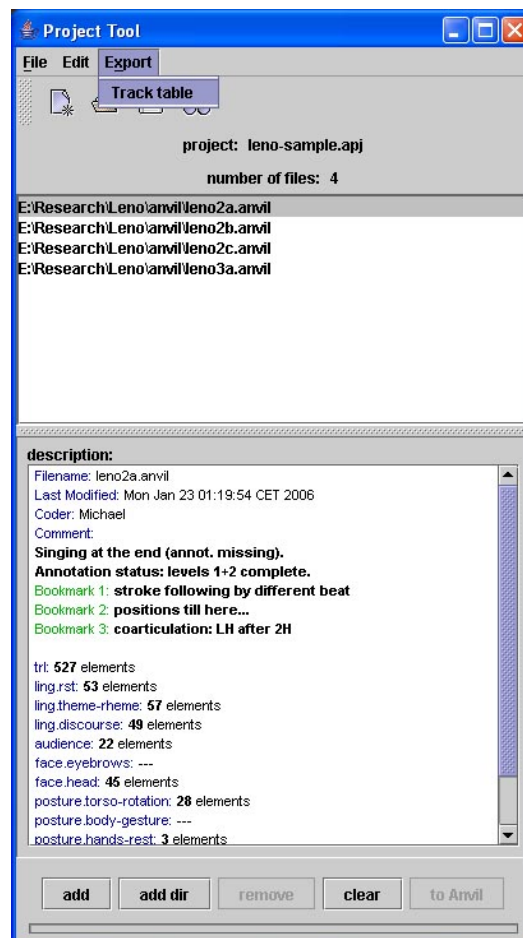 Project Tool
File Edit Export
Track table
project: leno-sample.apj
number of files: 4
E:\Research\Leno\anvil\leno2a.anvil
E:\Research\Leno\anvil\leno2b.anvil
E:\Research\Leno\anvil\leno2c.anvil
E:\Research\Leno\anvil\leno3a.anvil
description:
Filename: leno2a.anvil
Last Modified: Mon Jan 23 01:19:54 CET 2006
Coder: Michael
Comment:
Singing at the end (annot. missing).
Annotation status: levels 1+2 complete.
Bookmark 1: stroke following by different beat
Bookmark 2: positions till here...
Bookmark 3: coarticulation: LH after 2H
trl: 527 elements
ling.rst: 53 elements
ling.theme-rheme: 57 elements
ling.discourse: 49 elements
audience: 22 elements
face.eyebrows: ---
face.head: 45 elements
posture.torso-rotation: 28 elements
posture.body-gesture: ---
posture.hands-rest: 3 elements
add add dir remove clear to Anvil